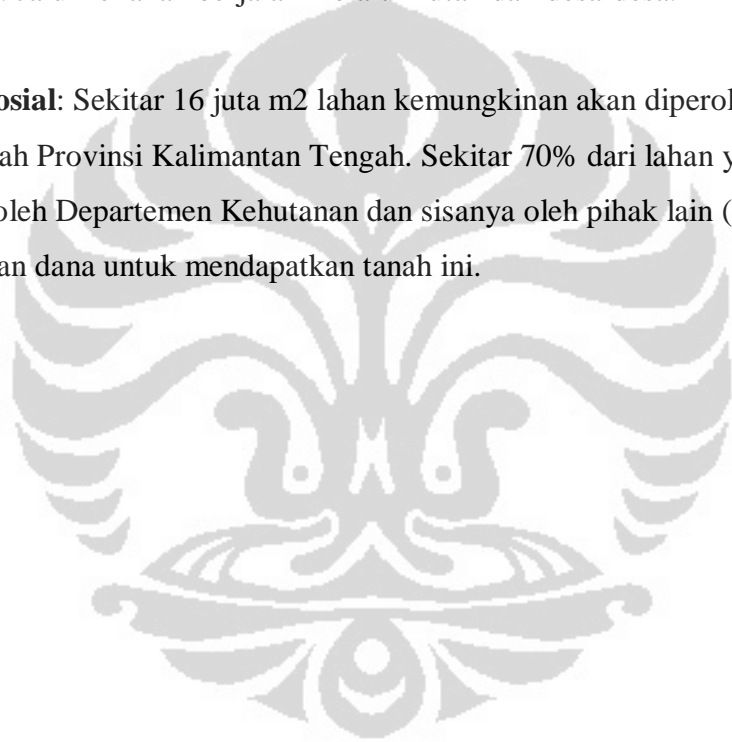 osial: Sekitar 16 juta m2 lahan kemungkinan akan diperol
ah Provinsi Kalimantan Tengah. Sekitar 70% dari lahan y
oleh Departemen Kehutanan dan sisanya oleh pihak lain (
an dana untuk mendapatkan tanah ini.